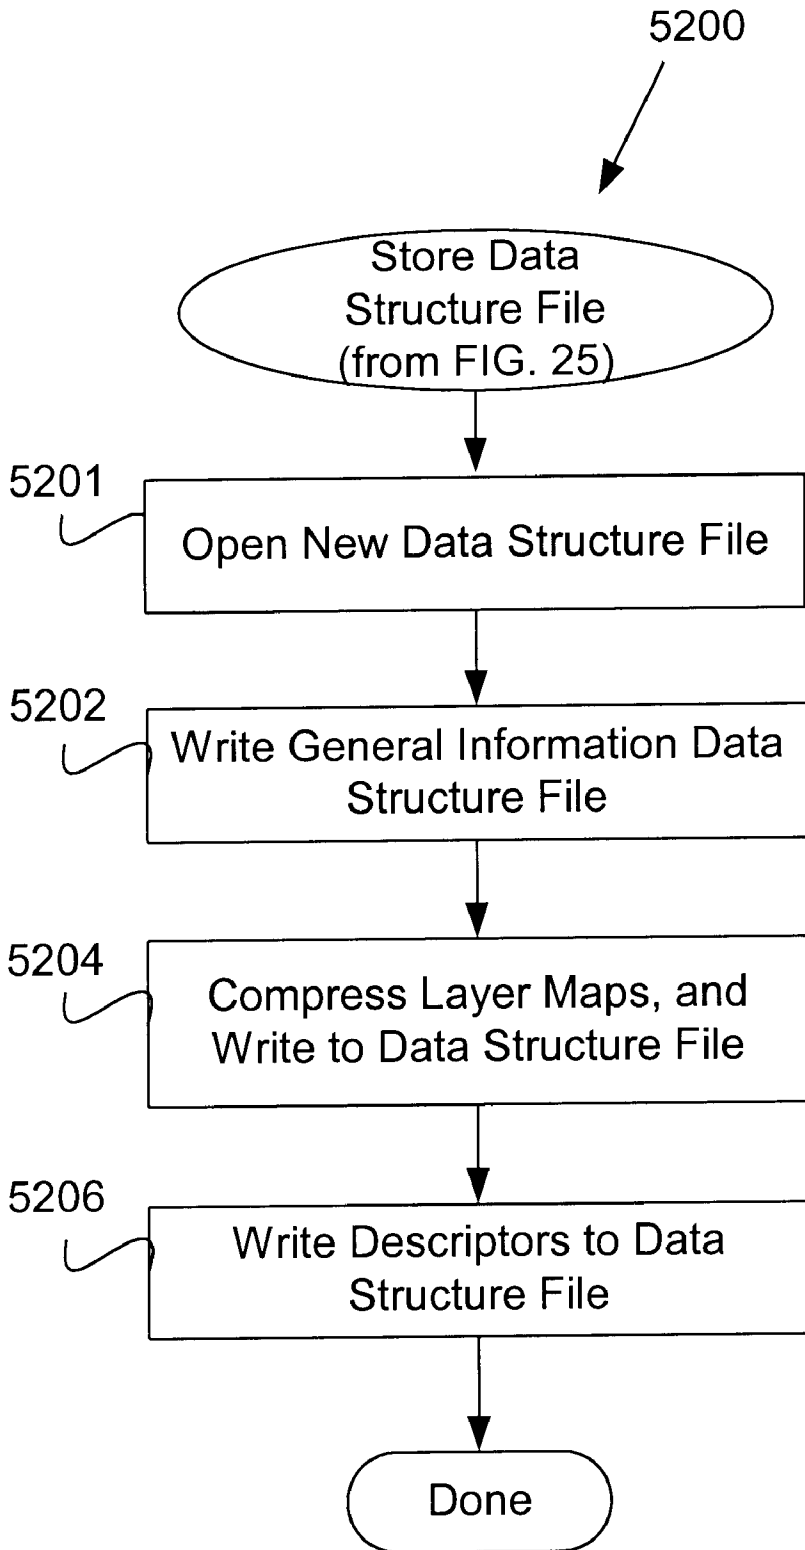 5200
Store Data
Structure File
(from FIG. 25)
5201
Open New Data Structure File
5202
Write General Information Data
Structure File
5204
Compress Layer Maps, and
Write to Data Structure File
5206
Write Descriptors to Data
Structure File
Done